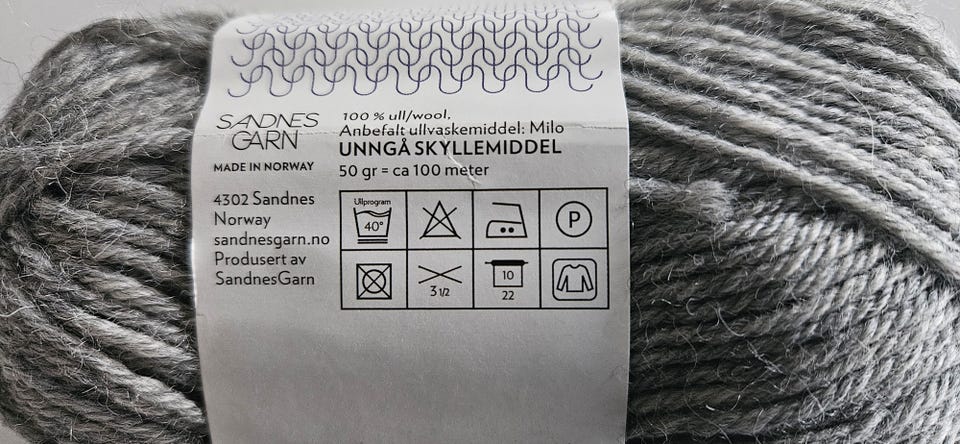 SANDNES
GARN
MADE IN NORWAY
4302 Sandnes
Norway
sandnesgarn.no
Produsert av
SandnesGarn
100 % ull/wool,
Anbefalt ullvaskemiddel: Milo
UNNGÅ SKYLLEMIDDEL
50 gr = ca 100 meter
Ullprogram
40°
P
3 1/2
10
22